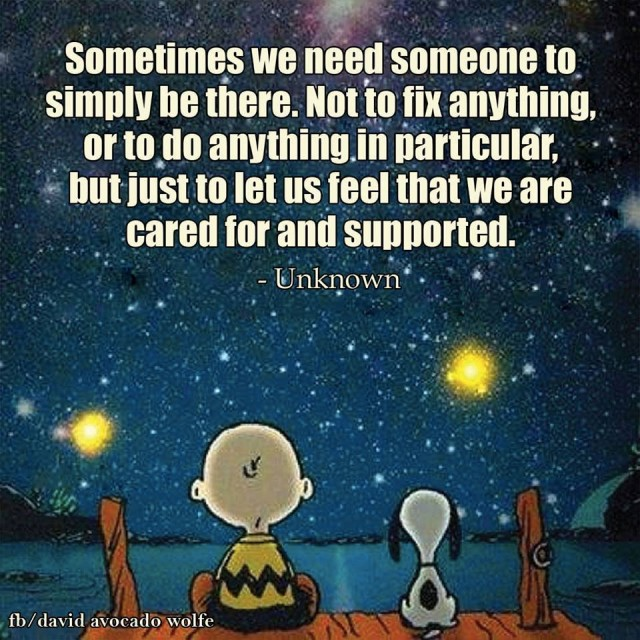 Sometimes we need someone to
simply be there. Not to fix anything,
or to do anything in particular,
but just to let us feel that we are
cared for and supported.
- Unknown
fb/david avocado wolfe